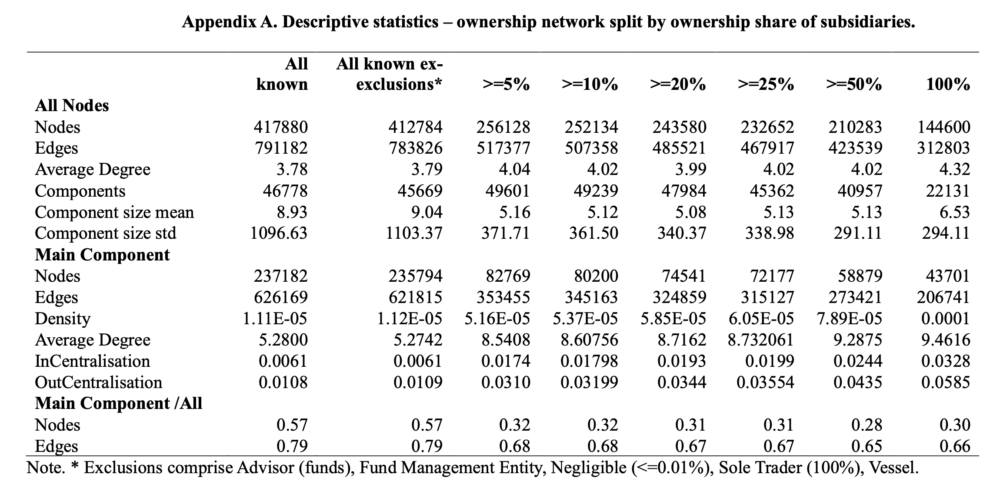 Appendix A. Descriptive statistics – ownership network split by ownership share of subsidiaries.
All known All known ex-exclusions* >=5% >=10% >=20% >=25% >=50% 100%
All Nodes
Nodes 417880 412784 256128 252134 243580 232652 210283 144600
Edges 791182 783826 517377 507358 485521 467917 423539 312803
Average Degree 3.78 3.79 4.04 4.02 3.99 4.02 4.02 4.32
Components 46778 45669 49601 49239 47984 45362 40957 22131
Component size mean 8.93 9.04 5.16 5.12 5.08 5.13 5.13 6.53
Component size std 1096.63 1103.37 371.71 361.50 340.37 338.98 291.11 294.11
Main Component
Nodes 237182 235794 82769 80200 74541 72177 58879 43701
Edges 626169 621815 353455 345163 324859 315127 273421 206741
Density 1.11E-05 1.12E-05 5.16E-05 5.37E-05 5.85E-05 6.05E-05 7.89E-05 0.0001
Average Degree 5.2800 5.2742 8.5408 8.60756 8.7162 8.732061 9.2875 9.4616
InCentralisation 0.0061 0.0061 0.0174 0.01798 0.0193 0.0199 0.0244 0.0328
OutCentralisation 0.0108 0.0109 0.0310 0.03199 0.0344 0.03554 0.0435 0.0585
Main Component /All
Nodes 0.57 0.57 0.32 0.32 0.31 0.31 0.28 0.30
Edges 0.79 0.79 0.68 0.68 0.67 0.67 0.65 0.66
Note. * Exclusions comprise Advisor (funds), Fund Management Entity, Negligible (<=0.01%), Sole Trader (100%), Vessel.